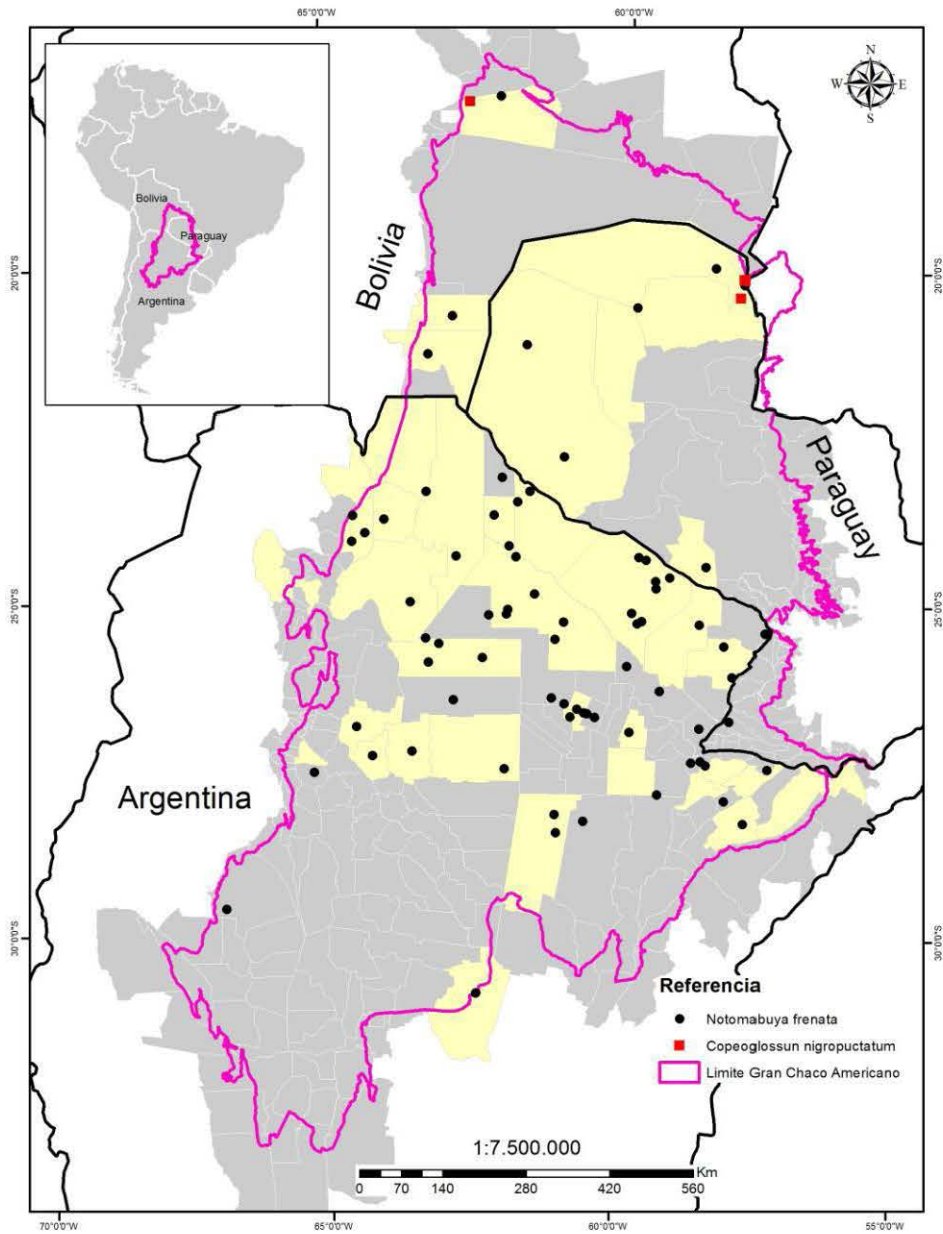 65°0'0"W
60°0'0"W
N
W
E
S
Bolivia
Paraguay
Argentina
Bolivia
20°0'0"S
20°0'0"S
Paraguay
25°0'0"S
25°0'0"S
Argentina
30°0'0"S
30°0'0"S
Referencia
Notomabuya frenata
Copeoglossun nigropuctatum
Limite Gran Chaco Americano
1:7.500.000
Km
0 70 140 280 420 560
70°0'0"W
65°0'0"W
60°0'0"W
55°0'0"W